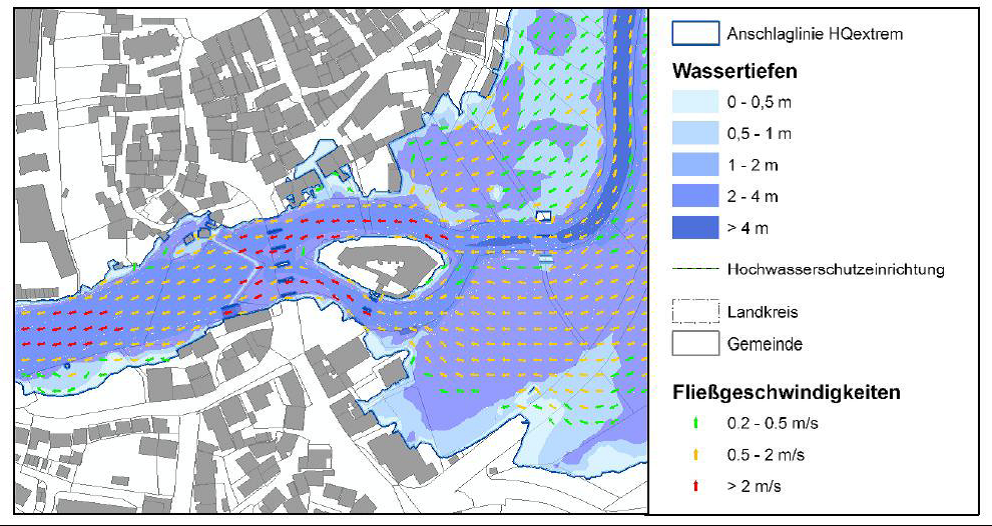 Anschlaglinie HQextrem
Wassertiefen
0 - 0,5 m
0,5 - 1 m
1 - 2 m
2 - 4 m
> 4 m
Hochwasserschutzeinrichtung
Landkreis
Gemeinde
Fließgeschwindigkeiten
0.2 - 0.5 m/s
0.5 - 2 m/s
> 2 m/s